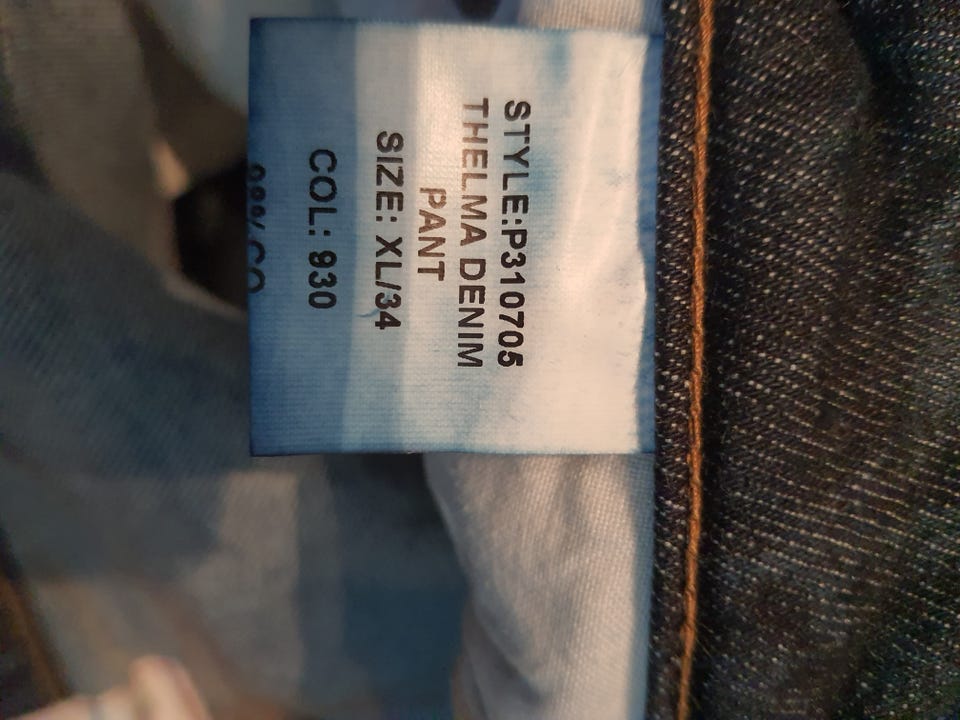 STYLE:P310705
THELMA DENIM
PANT
SIZE: XL/34
COL: 930